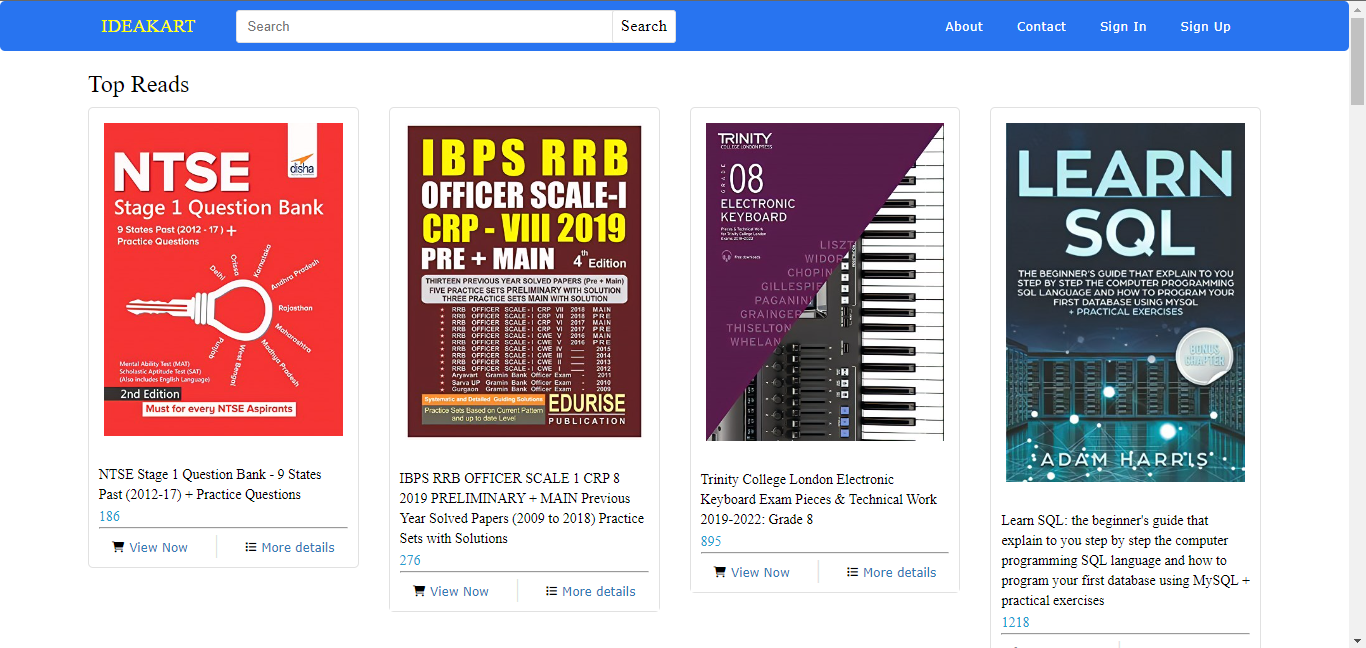 IDEAKART
Search
Search
About
Contact
Sign In
Sign Up
Top Reads
NTSE
disha
Stage 1 Question Bank
9 States Past (2012 - 17) +
Practice Questions
Punjab
Delhi
Orissa
Karnataka
Andhra Pradesh
Rajasthan
Maharashtra
Madhya Pradesh
West Bengal
Mental Ability Test (MAT)
Scholastic Aptitude Test (SAT)
(Also includes English Language)
2nd Edition
Must for every NTSE Aspirants
NTSE Stage 1 Question Bank - 9 States
Past (2012-17) + Practice Questions
186
View Now
More details
IBPS RRB
OFFICER SCALE-I
CRP - VIII 2019
PRE + MAIN 4th Edition
THIRTEEN PREVIOUS YEAR SOLVED PAPERS (Pre + Main)
FIVE PRACTICE SETS PRELIMINARY WITH SOLUTION
THREE PRACTICE SETS MAIN WITH SOLUTION
RRB OFFICER SCALE-I CRP VII 2018 MAIN
RRB OFFICER SCALE-I CRP VII 2018 PRE
RRB OFFICER SCALE-I CRP VI 2017 MAIN
RRB OFFICER SCALE-I CRP VI 2017 PRE
RRB OFFICER SCALE-I CWE V 2016 MAIN
RRB OFFICER SCALE-I CWE V 2016 PRE
RRB OFFICER SCALE-I CWE IV 2015
RRB OFFICER SCALE-I CWE III 2014
RRB OFFICER SCALE-I CWE II 2013
RRB OFFICER SCALE-I CWE I 2012
Aryavart Gramin Bank Officer Exam - 2011
Sarva UP Gramin Bank Officer Exam - 2010
Gurgaon Gramin Bank Officer Exam - 2009
Systematic and Detailed Guiding Solutions
Practice Sets Based on Current Pattern
and up to date Level
EDURISE
PUBLICATION
IBPS RRB OFFICER SCALE 1 CRP 8
2019 PRELIMINARY + MAIN Previous
Year Solved Papers (2009 to 2018) Practice
Sets with Solutions
276
View Now
More details
TRINITY
COLLEGE LONDON PRESS
GRADE
08
ELECTRONIC
KEYBOARD
Pieces & Technical Work
for Trinity College London
Exams 2019-2022
Free downloads
LISZT
WIDOR
CHOPIN
GILLESPIE
PAGANINI
GRAINGER
THISELTON
WHELAN
Trinity College London Electronic
Keyboard Exam Pieces & Technical Work
2019-2022: Grade 8
895
View Now
More details
LEARN
SQL
THE BEGINNER'S GUIDE THAT EXPLAIN TO YOU
STEP BY STEP THE COMPUTER PROGRAMMING
SQL LANGUAGE AND HOW TO PROGRAM YOUR
FIRST DATABASE USING MYSQL
+ PRACTICAL EXERCISES
BONUS
CHAPTER
ADAM HARRIS
Learn SQL: the beginner's guide that
explain to you step by step the computer
programming SQL language and how to
program your first database using MySQL +
practical exercises
1218